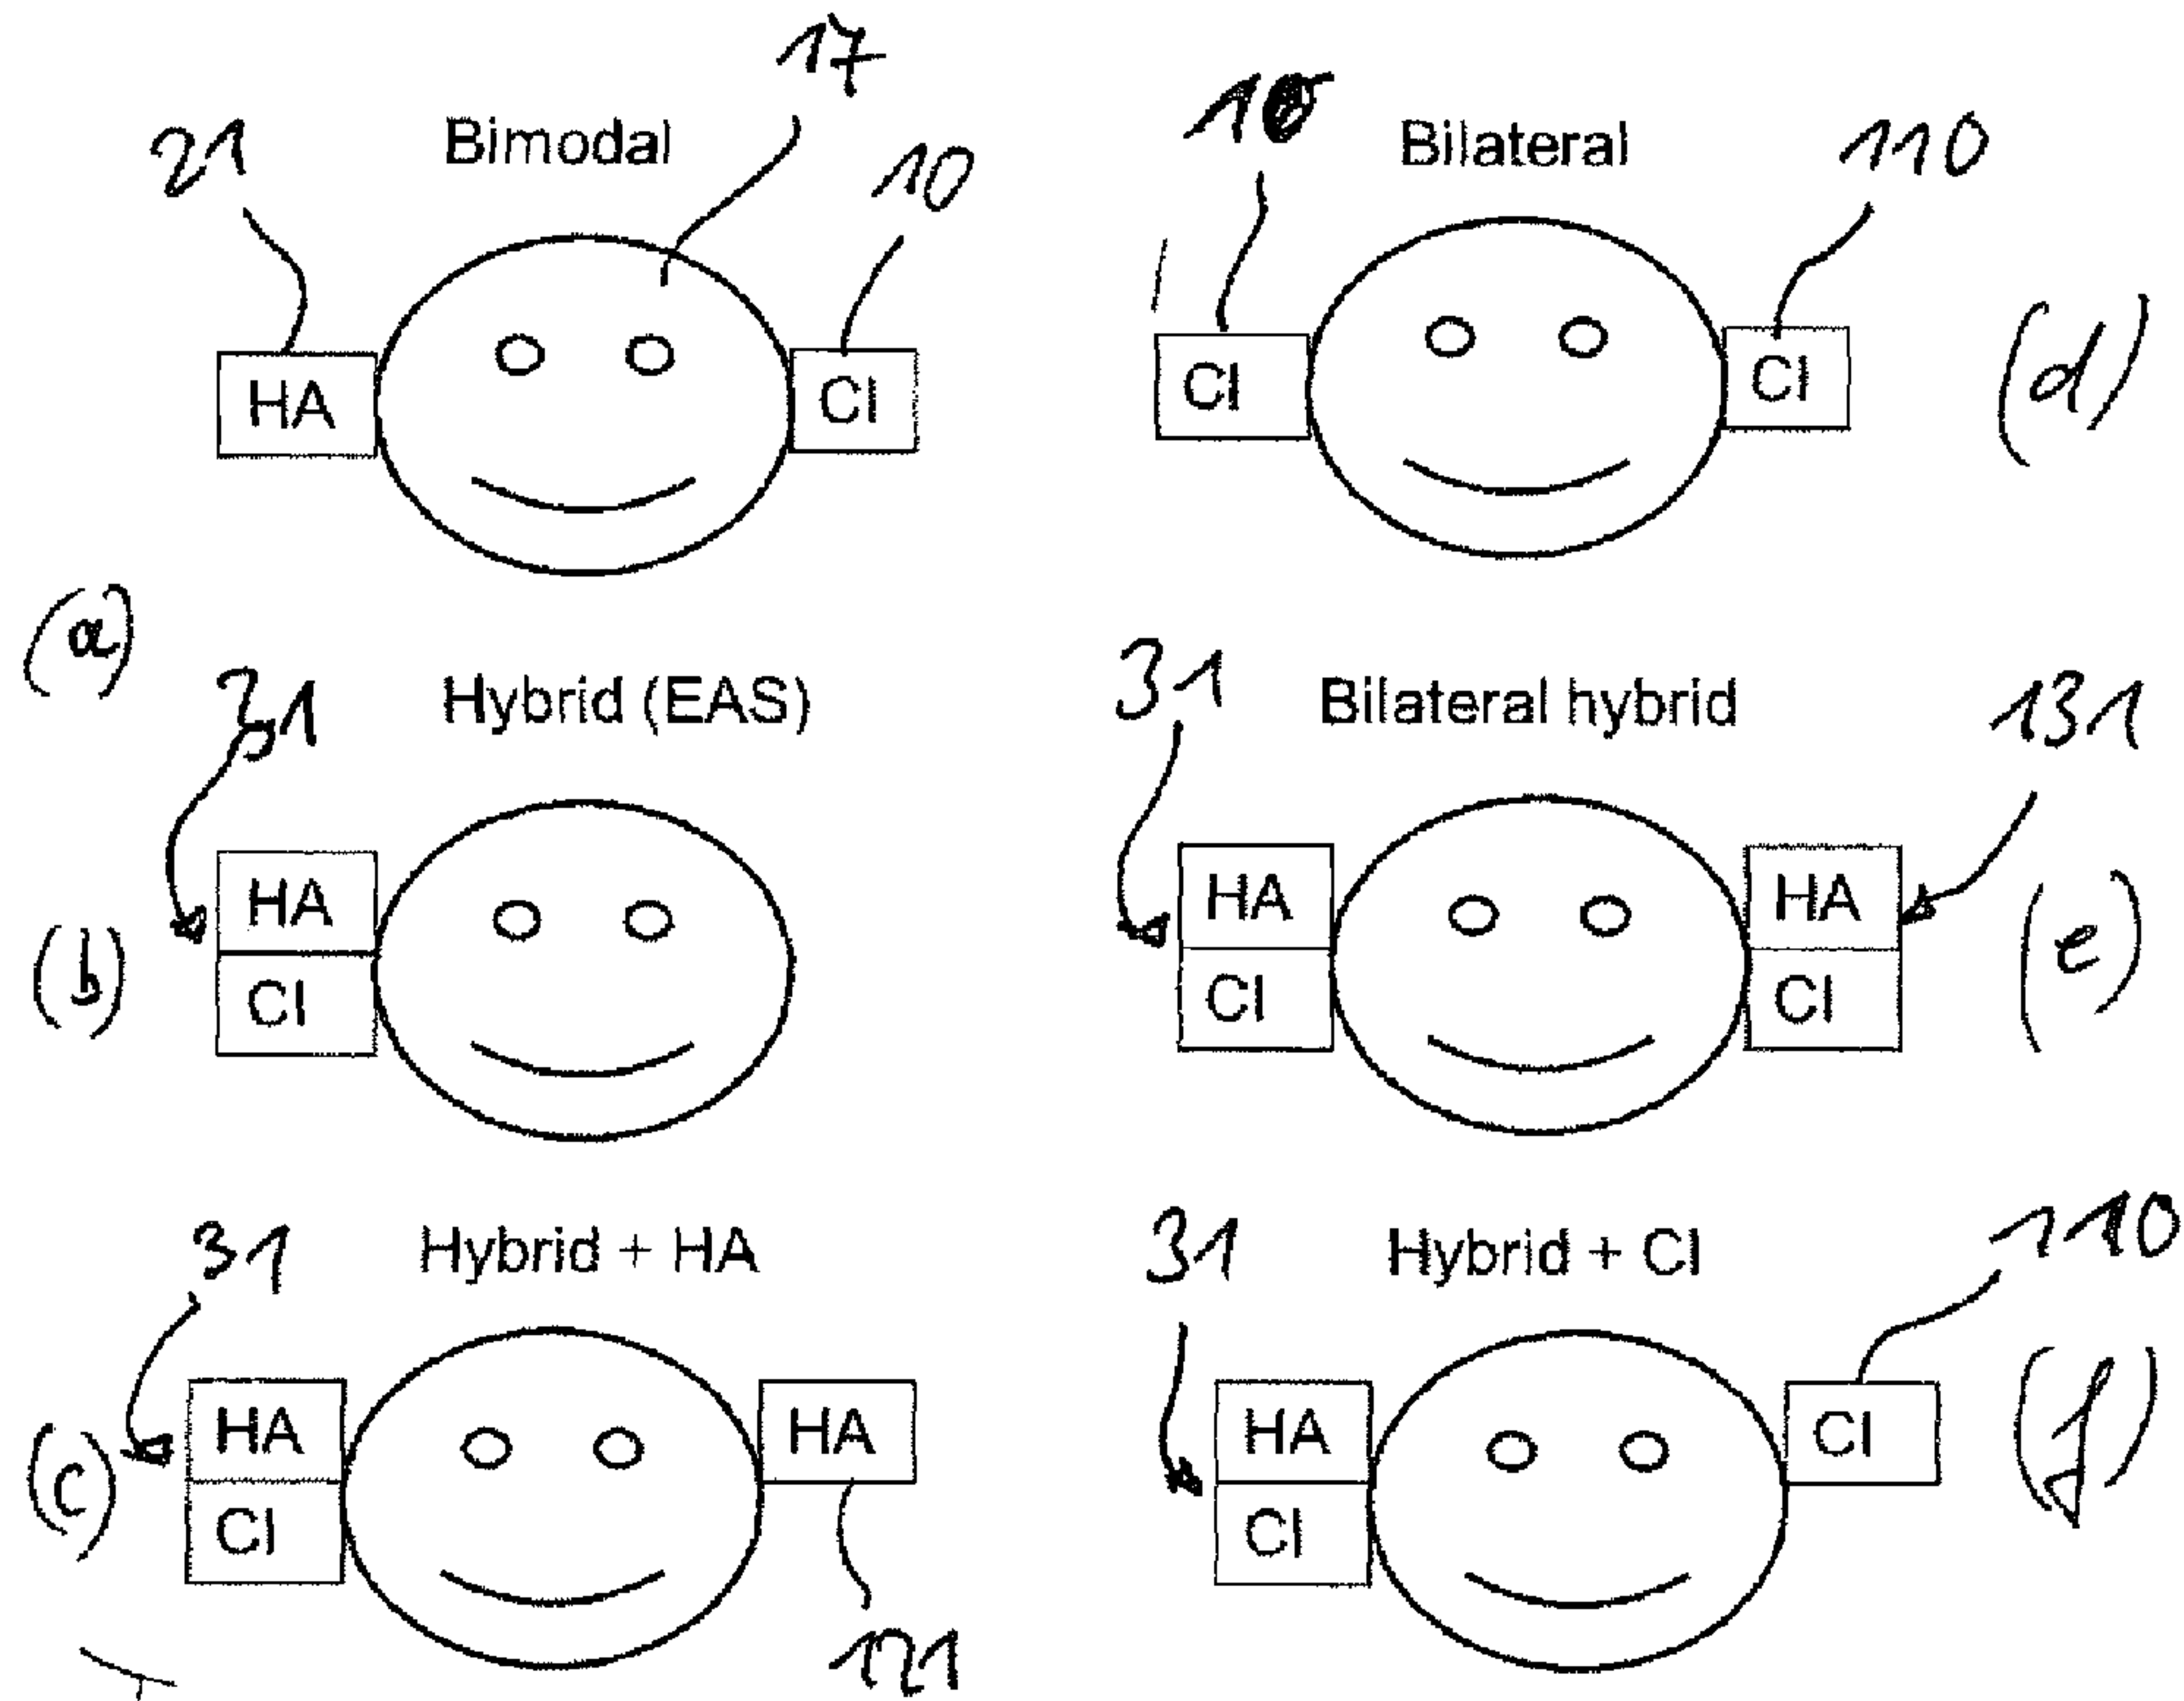 17
21 Bimodal 10
HA CI
(a)
10 Bilateral 110
CI CI (d)
31 Hybrid (EAS)
HA
(b)
CI
31 Bilateral hybrid 131
HA HA
(e)
CI CI
31 Hybrid + HA
HA HA
(c)
CI
121
31 Hybrid + CI 110
HA CI
(f)
CI